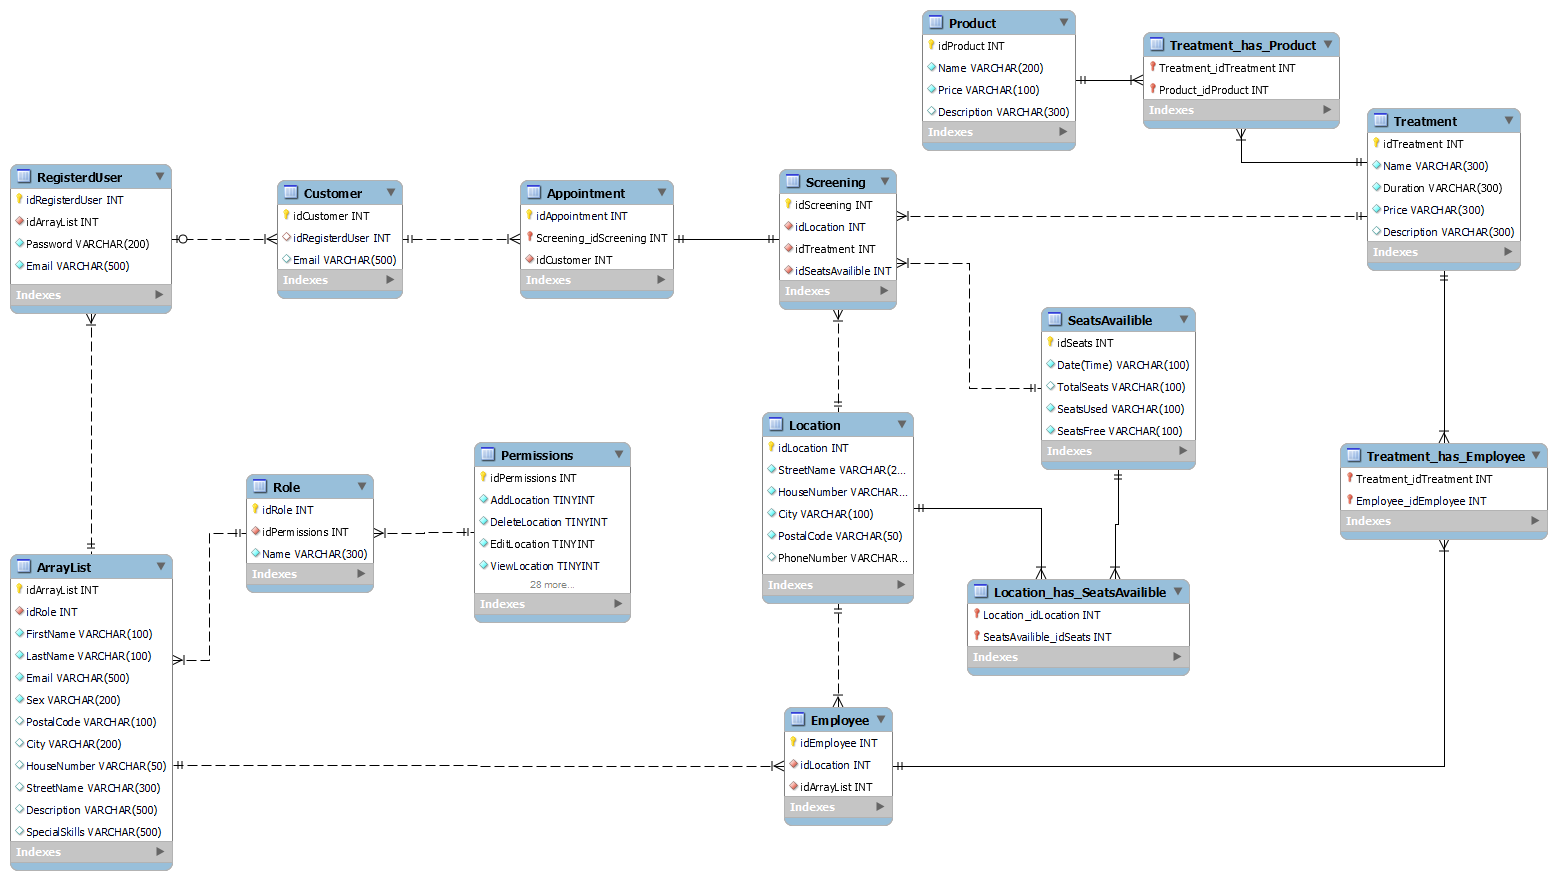 Product
idProduct INT
Name VARCHAR(200)
Price VARCHAR(100)
Description VARCHAR(300)
Indexes
Treatment_has_Product
Treatment_idTreatment INT
Product_idProduct INT
Indexes
Treatment
idTreatment INT
Name VARCHAR(300)
Duration VARCHAR(300)
Price VARCHAR(300)
Description VARCHAR(300)
Indexes
RegisterdUser
idRegisterdUser INT
idArrayList INT
Password VARCHAR(200)
Email VARCHAR(500)
Indexes
Customer
idCustomer INT
idRegisterdUser INT
Email VARCHAR(500)
Indexes
Appointment
idAppointment INT
Screening_idScreening INT
idCustomer INT
Indexes
Screening
idScreening INT
idLocation INT
idTreatment INT
idSeatsAvailible INT
Indexes
SeatsAvailible
idSeats INT
Date(Time) VARCHAR(100)
TotalSeats VARCHAR(100)
SeatsUsed VARCHAR(100)
SeatsFree VARCHAR(100)
Indexes
Location
idLocation INT
StreetName VARCHAR(2...
HouseNumber VARCHAR...
City VARCHAR(100)
PostalCode VARCHAR(50)
PhoneNumber VARCHAR...
Indexes
Permissions
idPermissions INT
AddLocation TINYINT
DeleteLocation TINYINT
EditLocation TINYINT
ViewLocation TINYINT
28 more...
Indexes
Role
idRole INT
idPermissions INT
Name VARCHAR(300)
Indexes
Treatment_has_Employee
Treatment_idTreatment INT
Employee_idEmployee INT
Indexes
ArrayList
idArrayList INT
idRole INT
FirstName VARCHAR(100)
LastName VARCHAR(100)
Email VARCHAR(500)
Sex VARCHAR(200)
PostalCode VARCHAR(100)
City VARCHAR(200)
HouseNumber VARCHAR(50)
StreetName VARCHAR(300)
Description VARCHAR(500)
SpecialSkills VARCHAR(500)
Indexes
Location_has_SeatsAvailible
Location_idLocation INT
SeatsAvailible_idSeats INT
Indexes
Employee
idEmployee INT
idLocation INT
idArrayList INT
Indexes